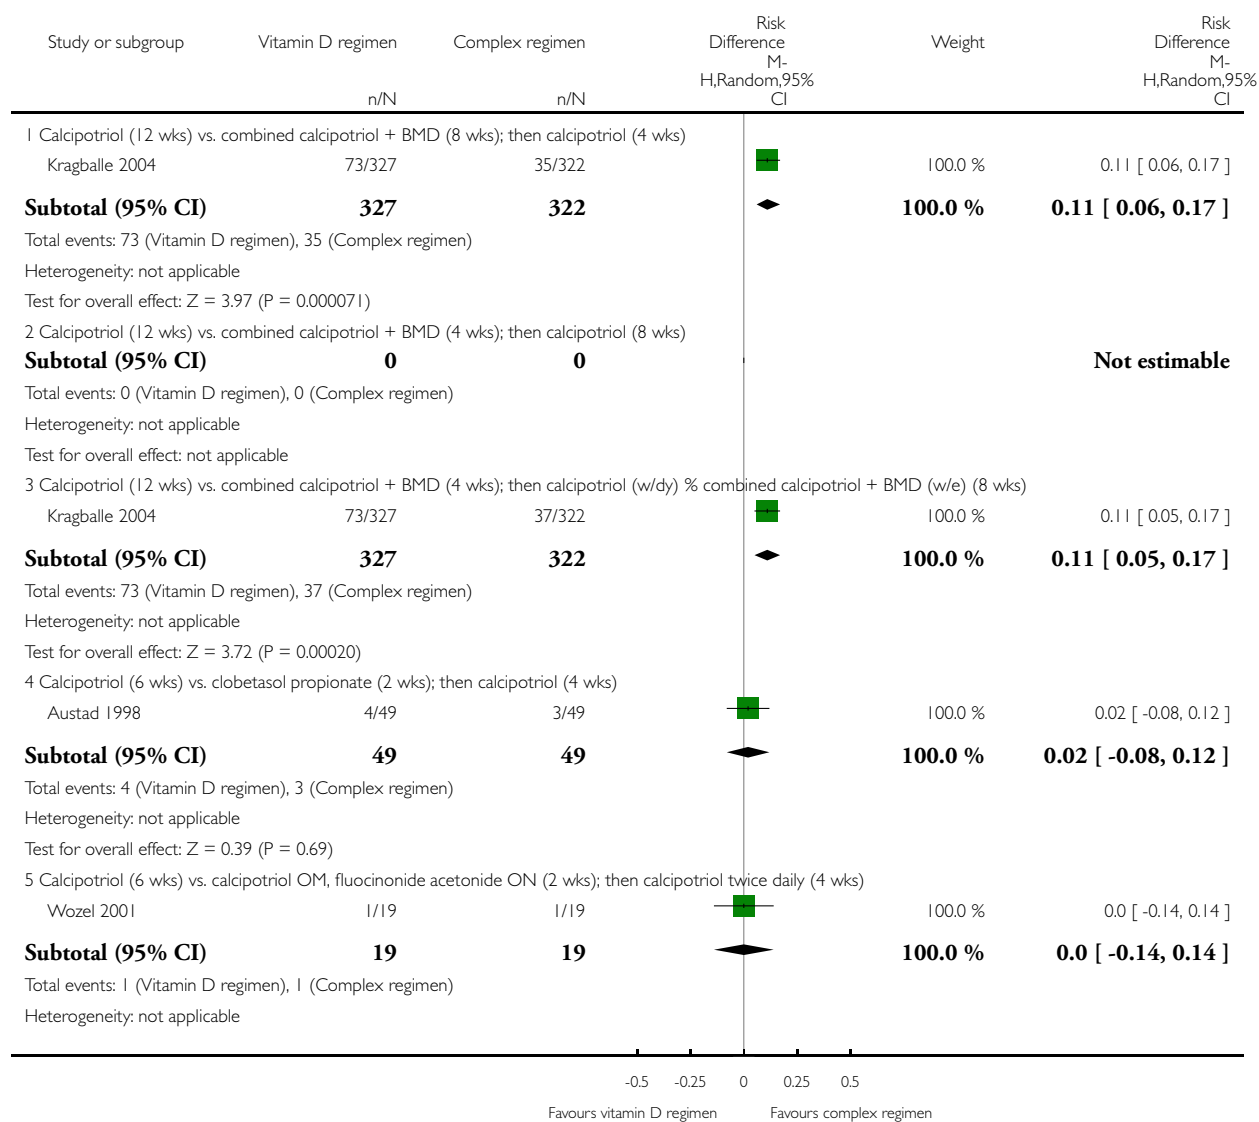 Study or subgroup Vitamin D regimen Complex regimen Risk Difference Weight Risk Difference
n/N n/N M-H,Random,95% CI M-H,Random,95% CI
1 Calcipotriol (12 wks) vs. combined calcipotriol + BMD (8 wks); then calcipotriol (4 wks)
Kragballe 2004 73/327 35/322 100.0 % 0.11 [ 0.06, 0.17 ]
Subtotal (95% CI) 327 322 100.0 % 0.11 [ 0.06, 0.17 ]
Total events: 73 (Vitamin D regimen), 35 (Complex regimen)
Heterogeneity: not applicable
Test for overall effect: Z = 3.97 (P = 0.000071)
2 Calcipotriol (12 wks) vs. combined calcipotriol + BMD (4 wks); then calcipotriol (8 wks)
Subtotal (95% CI) 0 0 Not estimable
Total events: 0 (Vitamin D regimen), 0 (Complex regimen)
Heterogeneity: not applicable
Test for overall effect: not applicable
3 Calcipotriol (12 wks) vs. combined calcipotriol + BMD (4 wks); then calcipotriol (w/dy) % combined calcipotriol + BMD (w/e) (8 wks)
Kragballe 2004 73/327 37/322 100.0 % 0.11 [ 0.05, 0.17 ]
Subtotal (95% CI) 327 322 100.0 % 0.11 [ 0.05, 0.17 ]
Total events: 73 (Vitamin D regimen), 37 (Complex regimen)
Heterogeneity: not applicable
Test for overall effect: Z = 3.72 (P = 0.00020)
4 Calcipotriol (6 wks) vs. clobetasol propionate (2 wks); then calcipotriol (4 wks)
Austad 1998 4/49 3/49 100.0 % 0.02 [ -0.08, 0.12 ]
Subtotal (95% CI) 49 49 100.0 % 0.02 [ -0.08, 0.12 ]
Total events: 4 (Vitamin D regimen), 3 (Complex regimen)
Heterogeneity: not applicable
Test for overall effect: Z = 0.39 (P = 0.69)
5 Calcipotriol (6 wks) vs. calcipotriol OM, fluocinonide acetonide ON (2 wks); then calcipotriol twice daily (4 wks)
Wozel 2001 1/19 1/19 100.0 % 0.0 [ -0.14, 0.14 ]
Subtotal (95% CI) 19 19 100.0 % 0.0 [ -0.14, 0.14 ]
Total events: 1 (Vitamin D regimen), 1 (Complex regimen)
Heterogeneity: not applicable
-0.5 -0.25 0 0.25 0.5
Favours vitamin D regimen Favours complex regimen